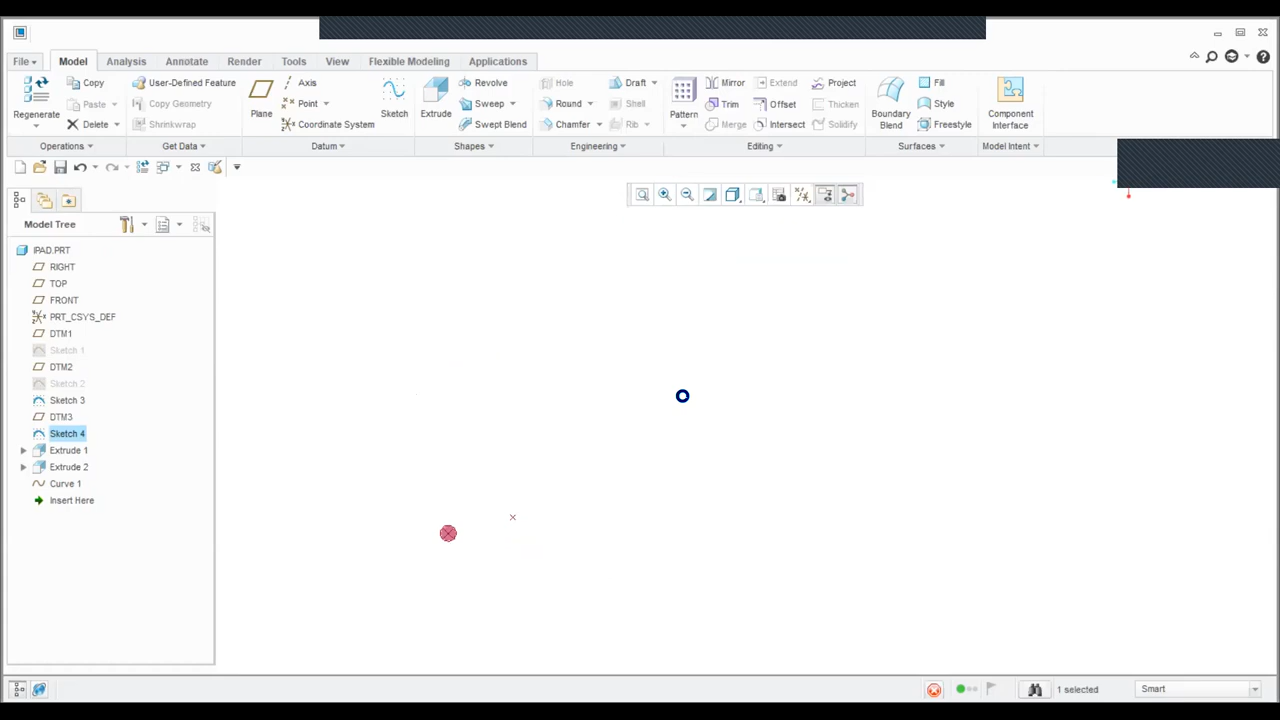 File Model Analysis Annotate Render Tools View Flexible Modeling Applications
Copy User-Defined Feature Axis Revolve Hole Draft Mirror Extend Project Fill
Paste Copy Geometry Point Sweep Round Shell Trim Offset Thicken Style
Regenerate Delete Shrinkwrap Plane Coordinate System Sketch Extrude Swept Blend Chamfer Rib Pattern Merge Intersect Solidify Boundary Blend Freestyle Component Interface
Operations Get Data Datum Shapes Engineering Editing Surfaces Model Intent
Model Tree
IPAD.PRT
RIGHT
TOP
FRONT
PRT_CSYS_DEF
DTM1
Sketch 1
DTM2
Sketch 2
Sketch 3
DTM3
Sketch 4
Extrude 1
Extrude 2
Curve 1
Insert Here
1 selected Smart